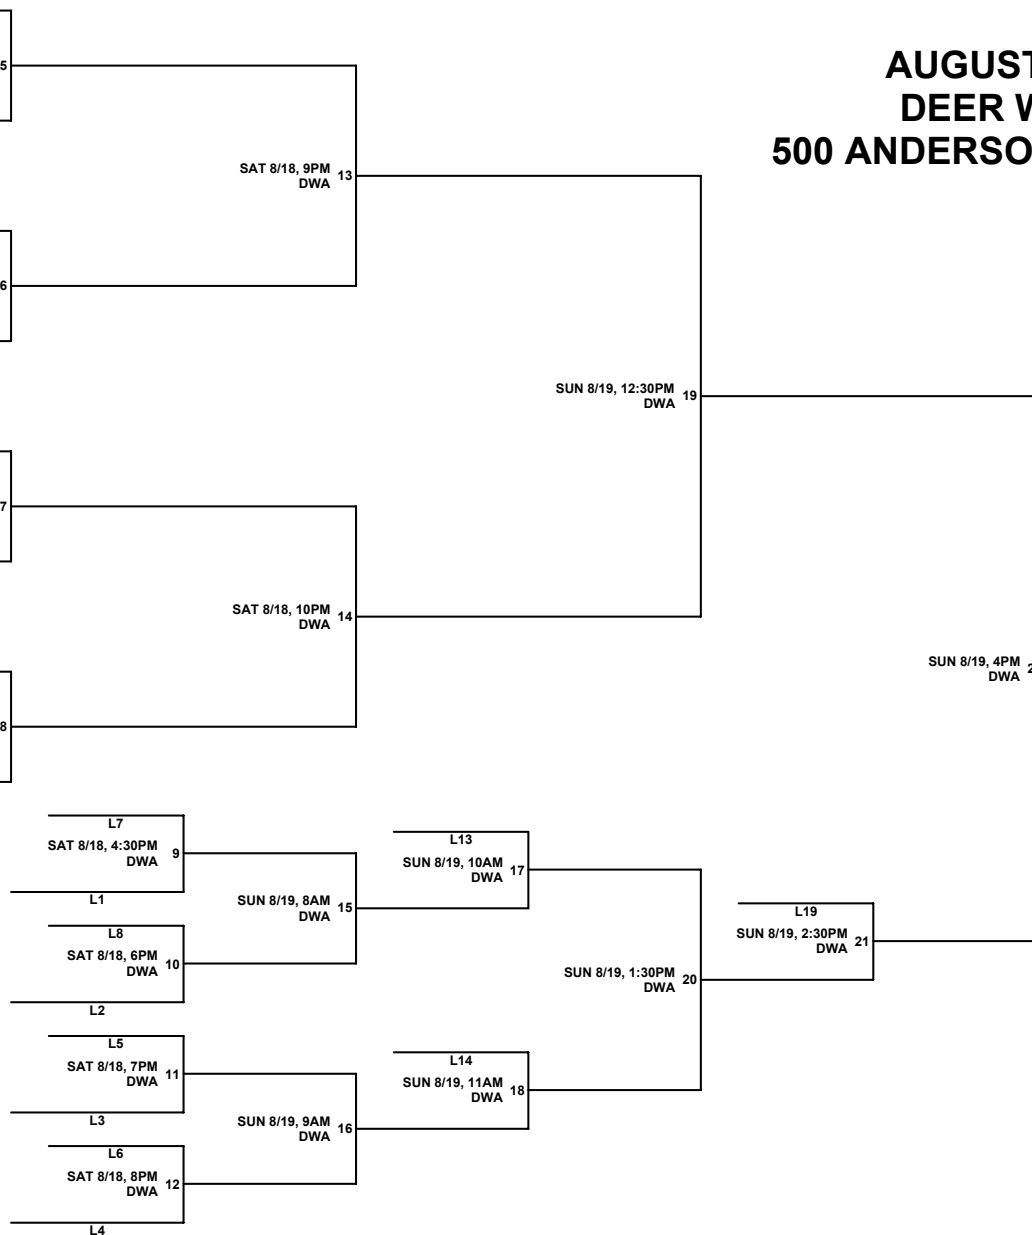 AUGUST
DEER W
500 ANDERSO
5
SAT 8/18, 9PM 13
DWA
6
SUN 8/19, 12:30PM 19
DWA
7
SAT 8/18, 10PM 14
DWA
SUN 8/19, 4PM 2
DWA
8
L7
SAT 8/18, 4:30PM 9
DWA
L1
L8
SAT 8/18, 6PM 10
DWA
L2
L5
SAT 8/18, 7PM 11
DWA
L3
L6
SAT 8/18, 8PM 12
DWA
L4
SUN 8/19, 8AM 15
DWA
SUN 8/19, 9AM 16
DWA
L13
SUN 8/19, 10AM 17
DWA
L14
SUN 8/19, 11AM 18
DWA
SUN 8/19, 1:30PM 20
DWA
L19
SUN 8/19, 2:30PM 21
DWA